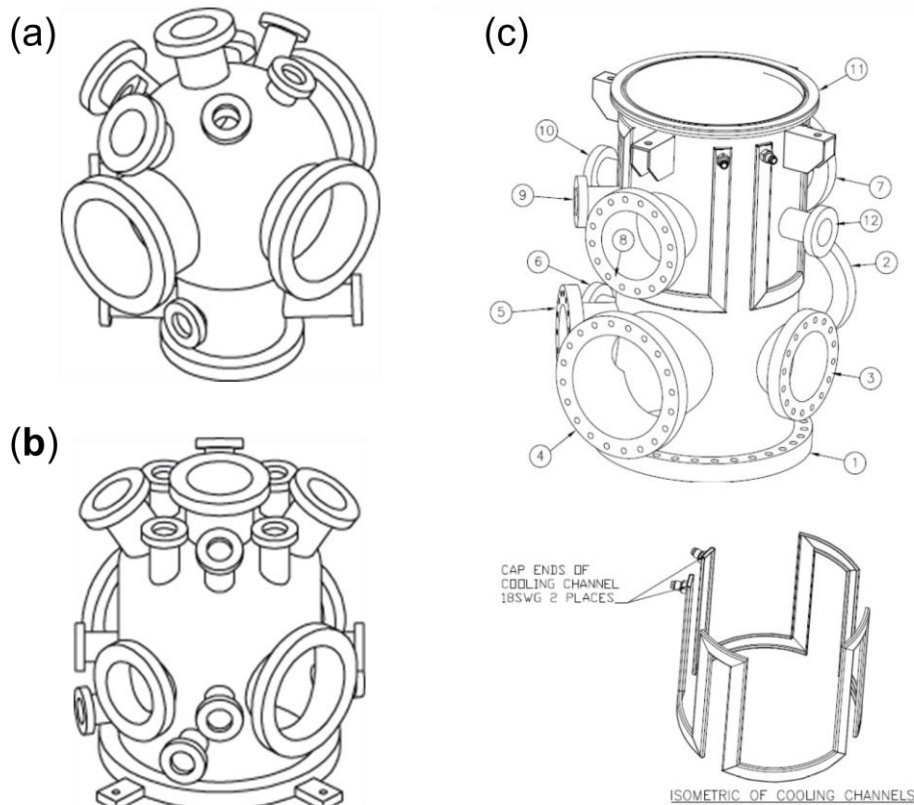 (a)
(b)
(c)
11
10
9
7
12
8
2
6
5
3
4
1
CAP ENDS OF
COOLING CHANNEL
18SWG 2 PLACES
ISOMETRIC OF COOLING CHANNELS